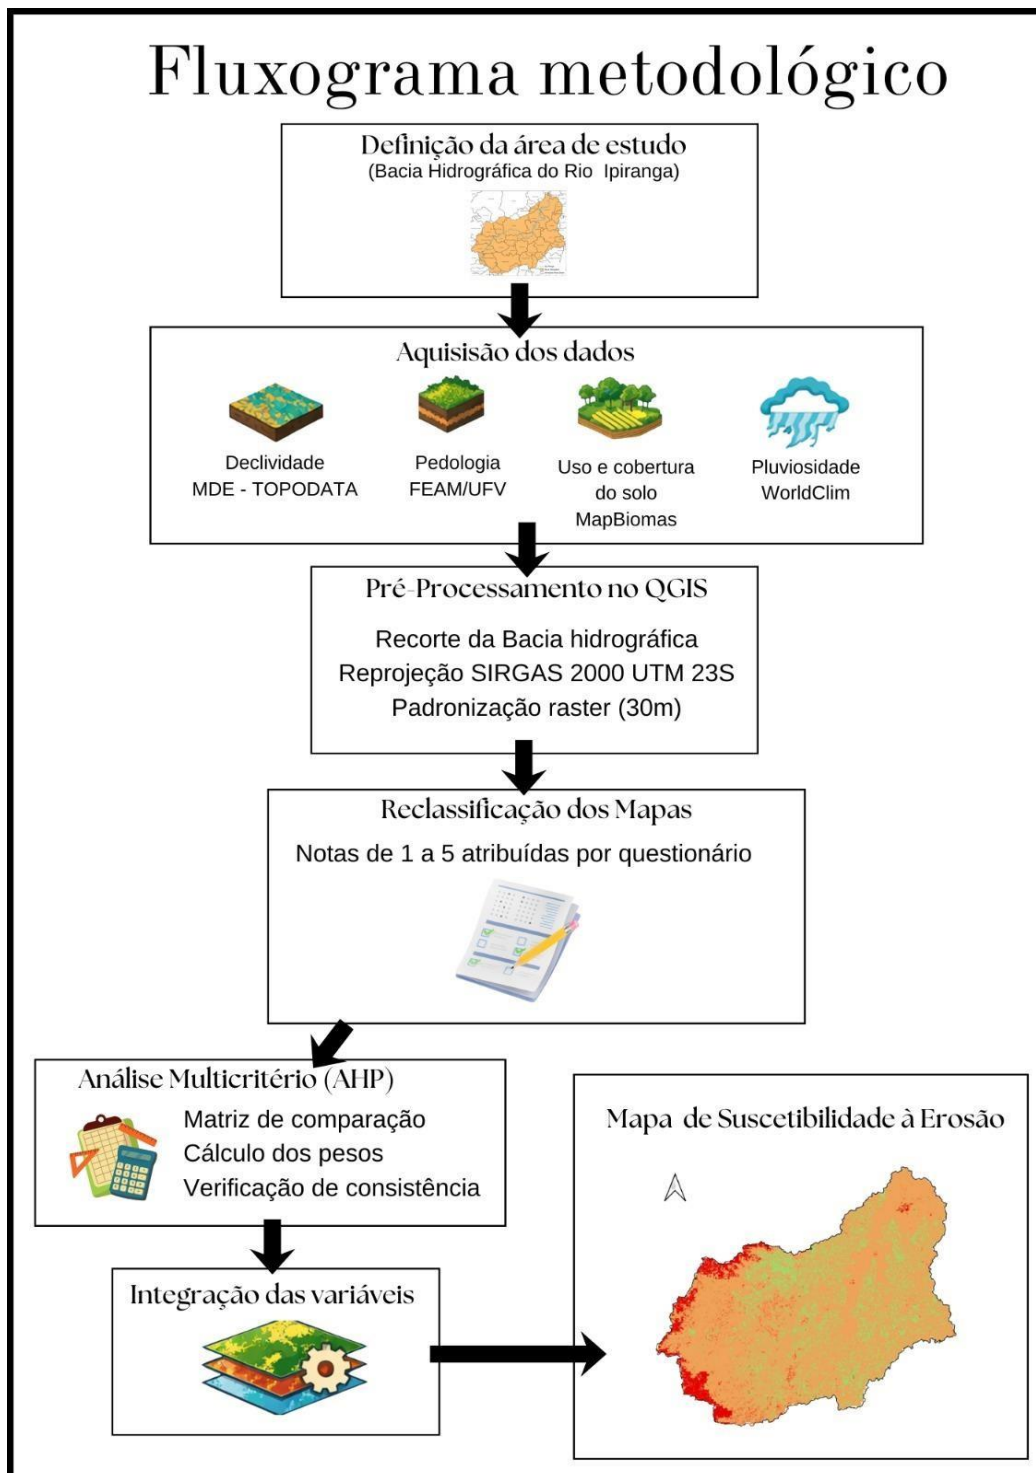 Fluxograma metodológico
Definição da área de estudo
(Bacia Hidrográfica do Rio Ipiranga)
Aquisisão dos dados
Declividade
MDE - TOPODATA
Pedologia
FEAM/UFV
Uso e cobertura
do solo
MapBiomas
Pluviosidade
WorldClim
Pré-Processamento no QGIS
Recorte da Bacia hidrográfica
Reprojeção SIRGAS 2000 UTM 23S
Padronização raster (30m)
Reclassificação dos Mapas
Notas de 1 a 5 atribuídas por questionário
Análise Multicritério (AHP)
Matriz de comparação
Cálculo dos pesos
Verificação de consistência
Integração das variáveis
Mapa de Suscetibilidade à Erosão